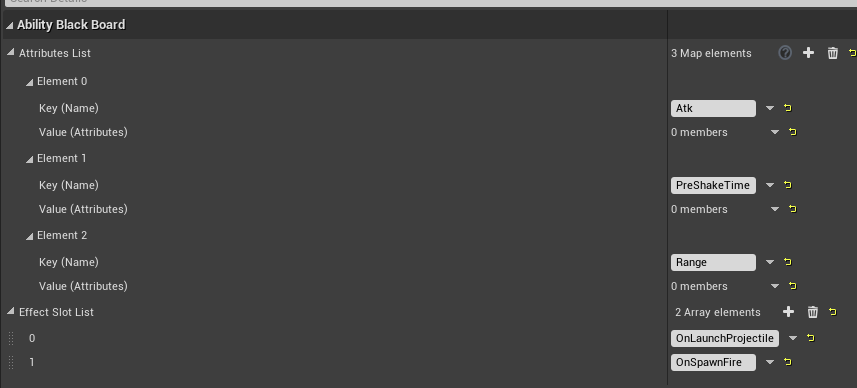 Search Details
Ability Black Board
Attributes List 3 Map elements ?
Element 0
Key (Name) Atk
Value (Attributes) 0 members
Element 1
Key (Name) PreShakeTime
Value (Attributes) 0 members
Element 2
Key (Name) Range
Value (Attributes) 0 members
Effect Slot List 2 Array elements
0 OnLaunchProjectile
1 OnSpawnFire